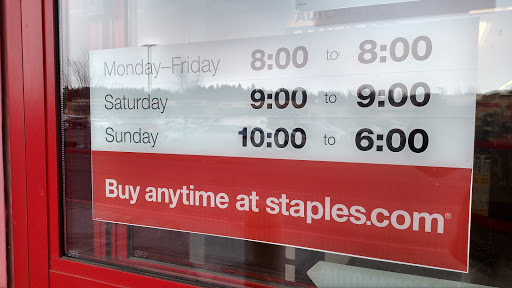 Auto
Monday–Friday 8:00 to 8:00
Saturday 9:00 to 9:00
Sunday 10:00 to 6:00
Buy anytime at staples.com®